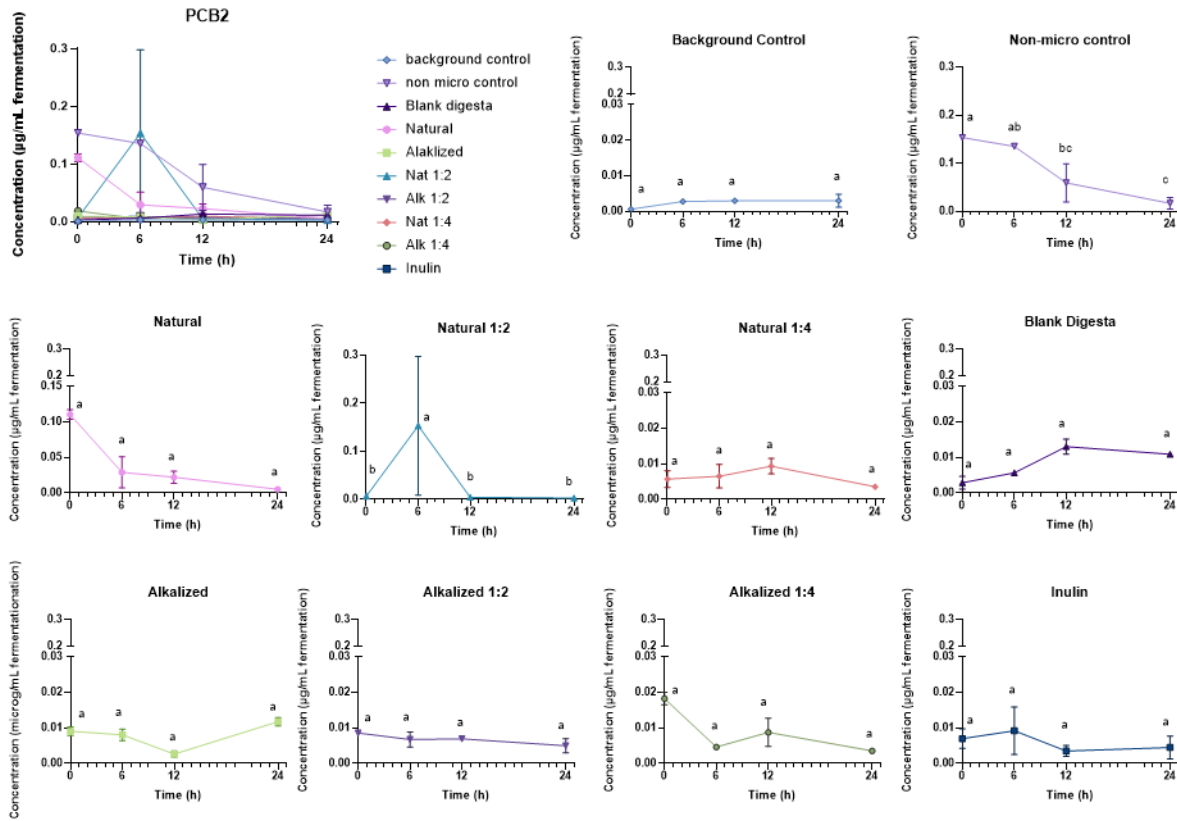 PCB2
Concentration (µg/mL fermentation)
0.3
0.2
0.1
0.0
0
6
12
24
Time (h)
background control
non micro control
Blank digesta
Natural
Alaklized
Nat 1:2
Alk 1:2
Nat 1:4
Alk 1:4
Inulin
Background Control
Concentration (µg/mL fermentation)
0.3
0.2
0.03
0.02
0.01
0.00
a
a
a
a
0
6
12
24
Time (h)
Non-micro control
Concentration (µg/mL fermentation)
0.3
0.2
0.1
0.0
a
ab
bc
c
0
6
12
24
Time (h)
Natural
Concentration (µg/mL fermentation)
0.3
0.2
0.15
0.10
0.05
0.00
a
a
a
a
0
6
12
24
Time (h)
Natural 1:2
Concentration (µg/mL fermentation)
0.3
0.2
0.1
0.0
b
a
b
b
0
6
12
24
Time (h)
Natural 1:4
Concentration (µg/mL fermentation)
0.3
0.2
0.03
0.02
0.01
0.00
a
a
a
a
0
6
12
24
Time (h)
Blank Digesta
Concentration (µg/mL fermentation)
0.3
0.2
0.03
0.02
0.01
0.00
a
a
a
a
0
6
12
24
Time (h)
Alkalized
Concentration (microg/mL fermentationation)
0.3
0.2
0.03
0.02
0.01
0.00
a
a
a
a
0
6
12
24
Time (h)
Alkalized 1:2
Concentration (µg/mL fermentation)
0.3
0.2
0.03
0.02
0.01
0.00
a
a
a
a
0
6
12
24
Time (h)
Alkalized 1:4
Concentration (µg/mL fermentation)
0.3
0.2
0.03
0.02
0.01
0.00
a
a
a
a
0
6
12
24
Time (h)
Inulin
Concentration (µg/mL fermentation)
0.3
0.2
0.03
0.02
0.01
0.00
a
a
a
a
0
6
12
24
Time (h)